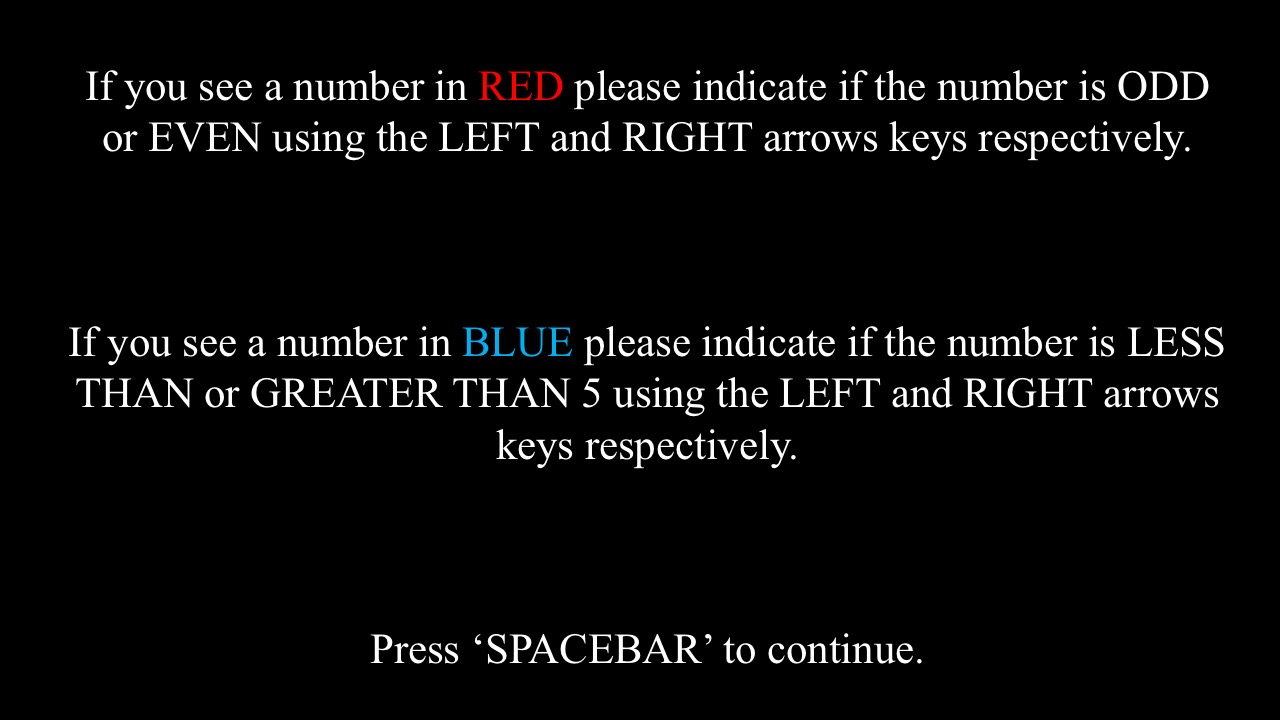 If you see a number in RED please indicate if the number is ODD
or EVEN using the LEFT and RIGHT arrows keys respectively.
If you see a number in BLUE please indicate if the number is LESS
THAN or GREATER THAN 5 using the LEFT and RIGHT arrows
keys respectively.
Press ‘SPACEBAR’ to continue.